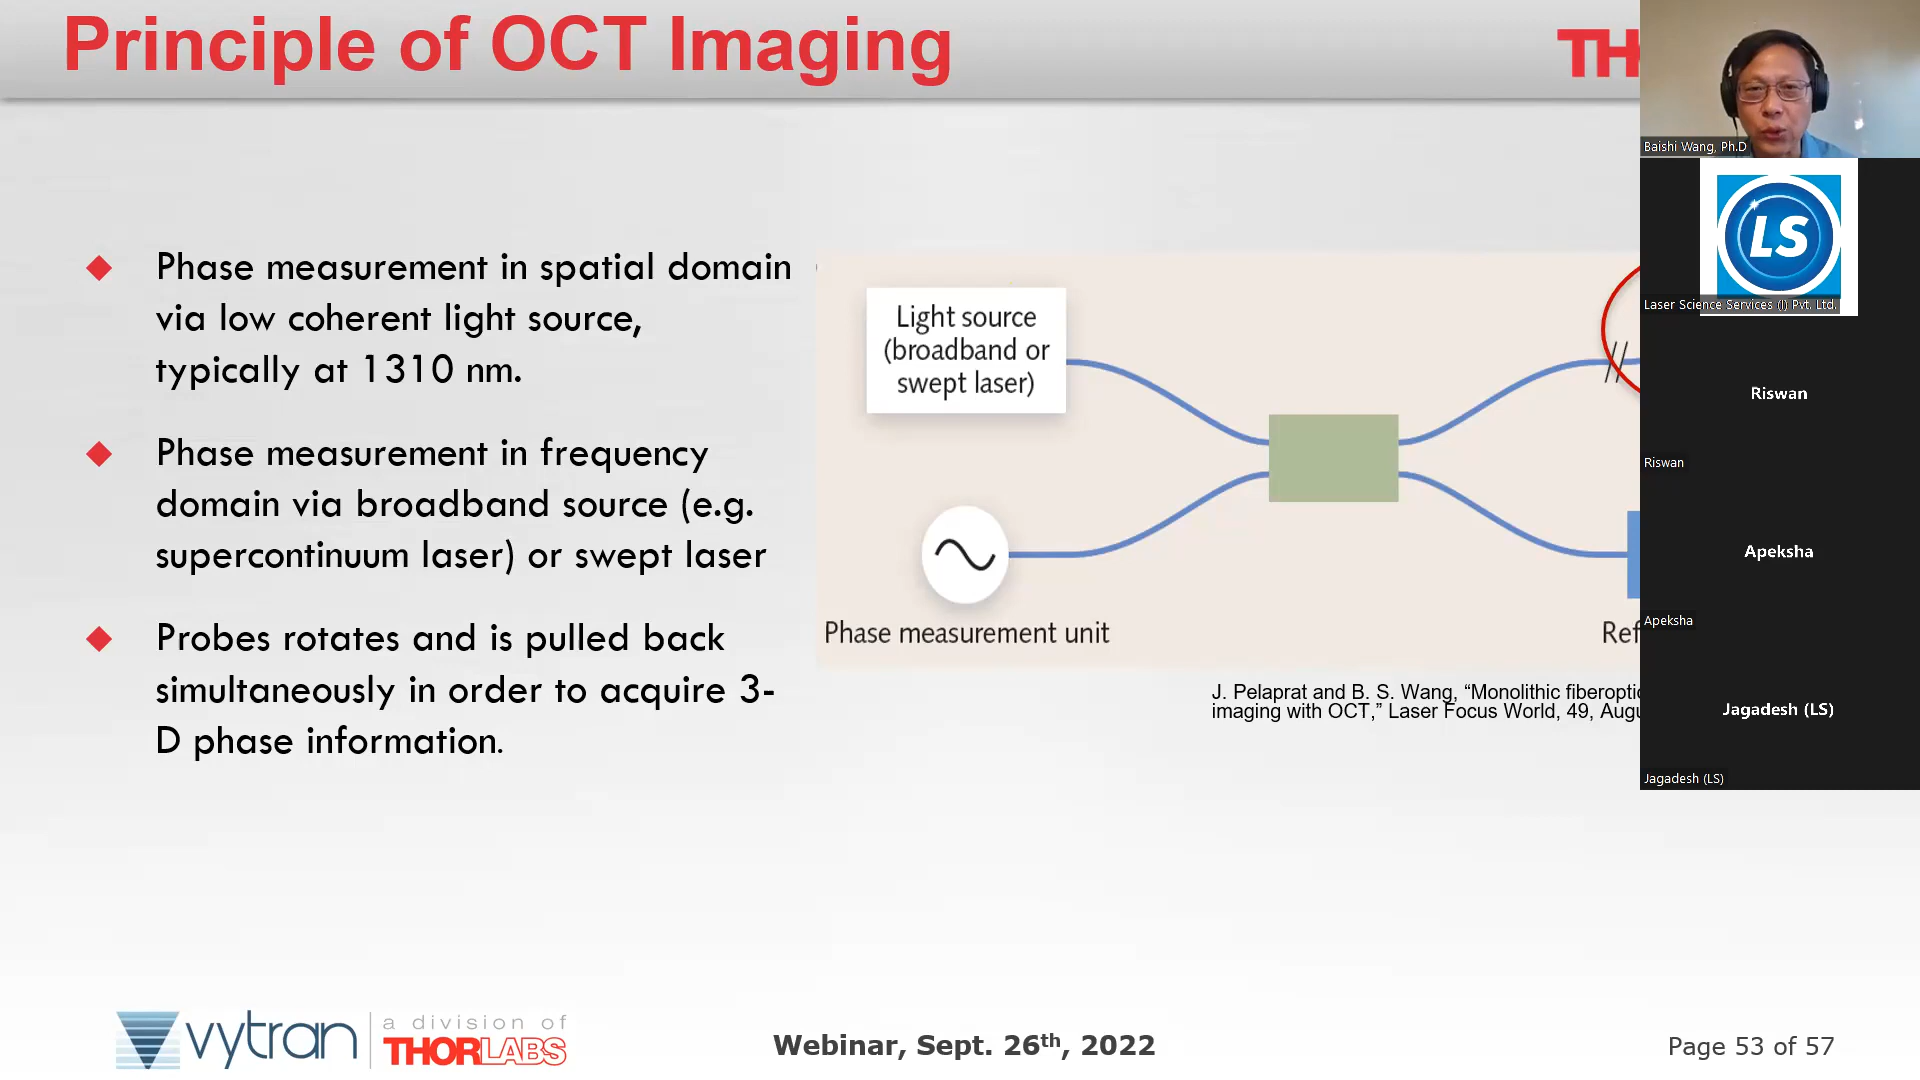 Principle of OCT Imaging
TH
Baishi Wang, Ph.D
LS
Laser Science Services (I) Pvt. Ltd.
Riswan
Riswan
Apeksha
Apeksha
Jagadesh (LS)
Jagadesh (LS)
Phase measurement in spatial domain
via low coherent light source,
typically at 1310 nm.
Phase measurement in frequency
domain via broadband source (e.g.
supercontinuum laser) or swept laser
Probes rotates and is pulled back
simultaneously in order to acquire 3-
D phase information.
Light source
(broadband or
swept laser)
Phase measurement unit
Ref
J. Pelaprat and B. S. Wang, “Monolithic fiberoptic
imaging with OCT,” Laser Focus World, 49, Augu
vytran
a division of
THORLABS
Webinar, Sept. 26th, 2022
Page 53 of 57